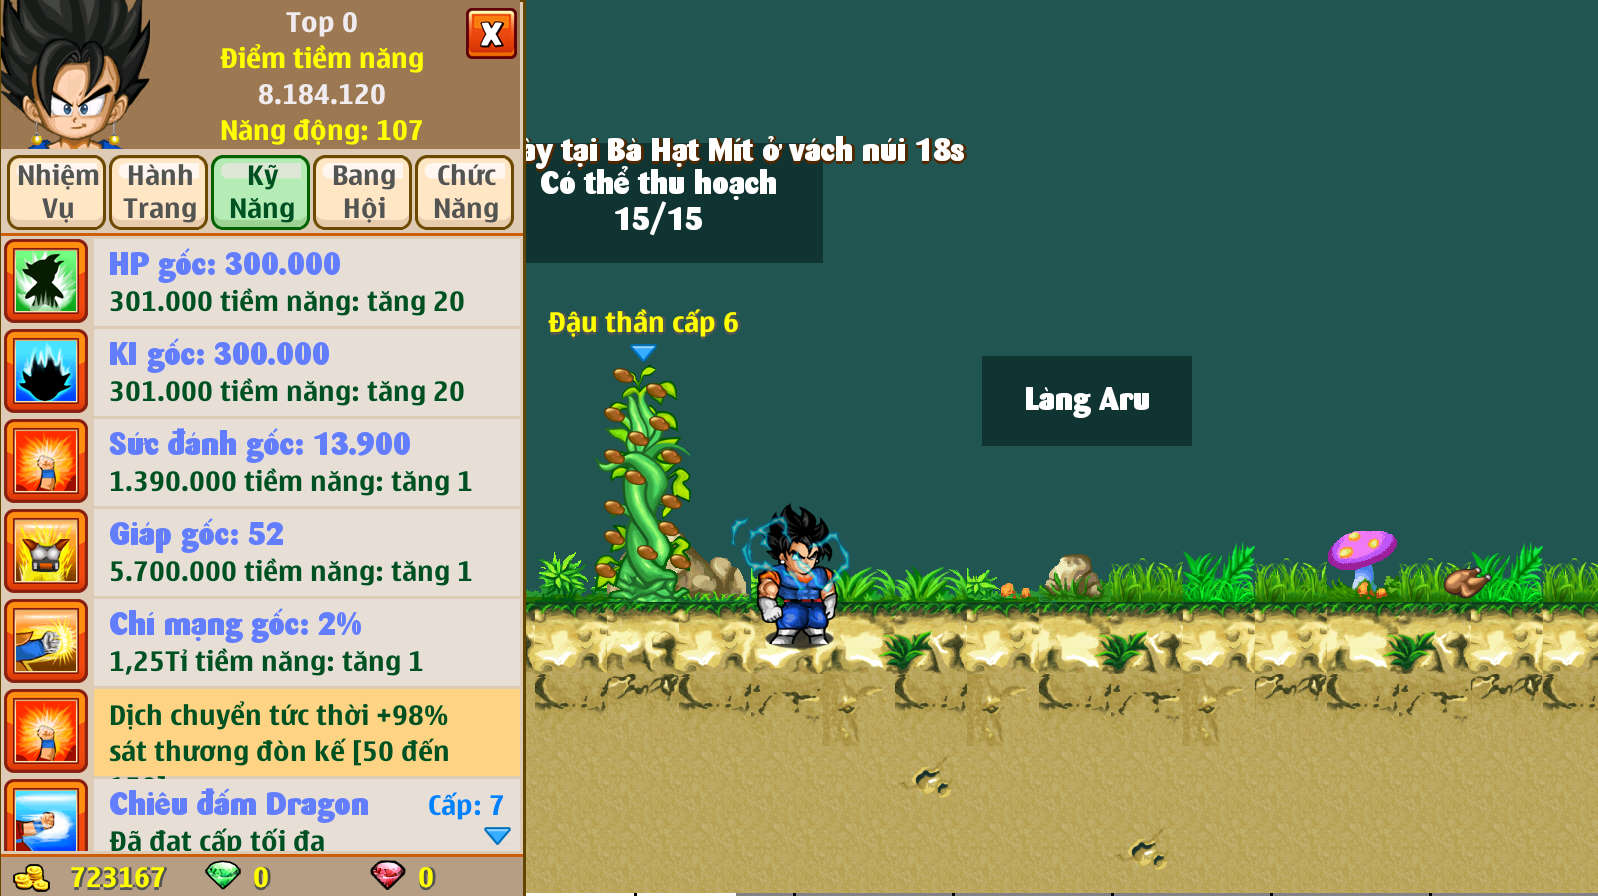 Top 0
Điểm tiềm năng
8.184.120
Năng động: 107
X
Nhiệm Vụ
Hành Trang
Kỹ Năng
Bang Hội
Chức Năng
HP gốc: 300.000
301.000 tiềm năng: tăng 20
KI gốc: 300.000
301.000 tiềm năng: tăng 20
Sức đánh gốc: 13.900
1.390.000 tiềm năng: tăng 1
Giáp gốc: 52
5.700.000 tiềm năng: tăng 1
Chí mạng gốc: 2%
1,25Tỉ tiềm năng: tăng 1
Dịch chuyển tức thời +98%
sát thương đòn kế [50 đến
Chiêu đấm Dragon Cấp: 7
Đã đạt cấp tối đa
723167 0 0
tại Bà Hạt Mít ở vách núi 18s
Có thể thu hoạch
15/15
Đậu thần cấp 6
Làng Aru